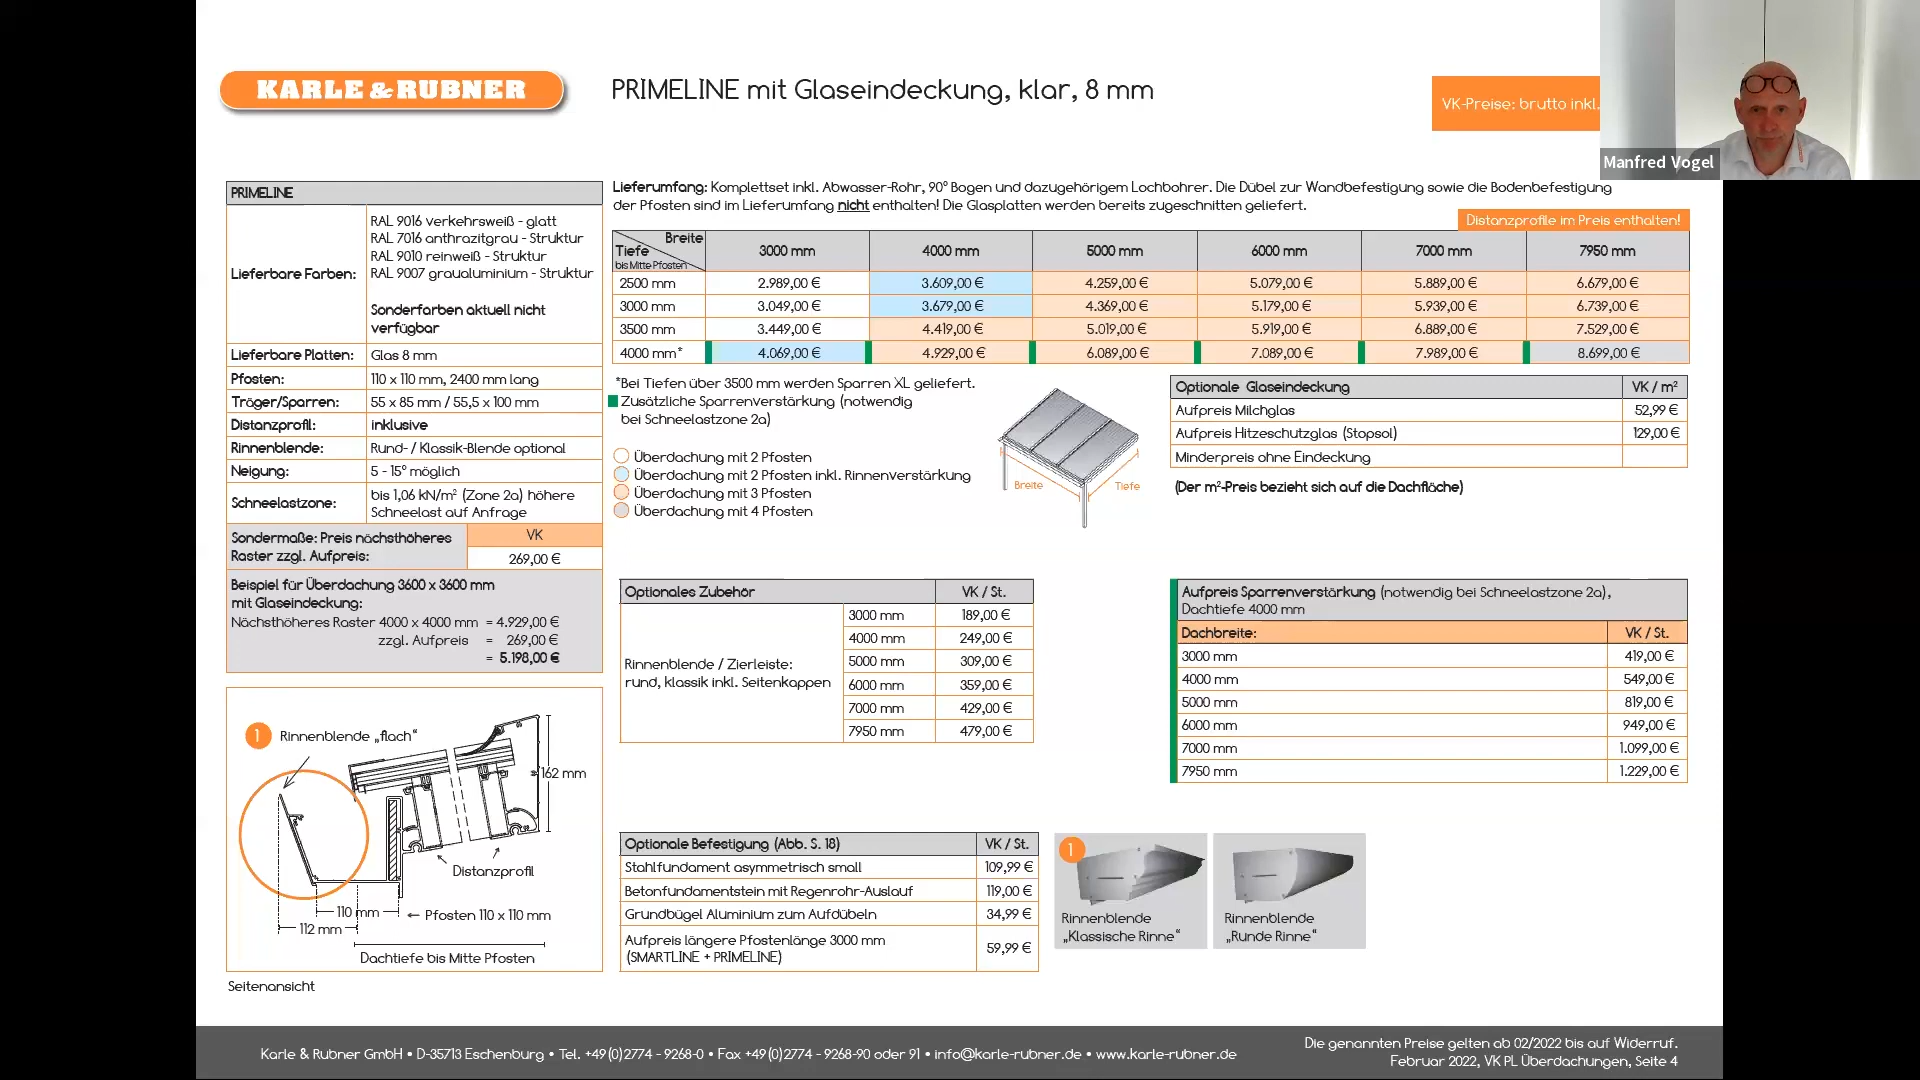 KARLE & RUBNER
PRIMELINE mit Glaseindeckung, klar, 8 mm
VK-Preise: brutto inkl.
Manfred Vogel
PRIMELINE
Lieferbare Farben:
RAL 9016 verkehrsweiß - glatt
RAL 7016 anthrazitgrau - Struktur
RAL 9010 reinweiß - Struktur
RAL 9007 graualuminium - Struktur
Sonderfarben aktuell nicht
verfügbar
Lieferbare Platten: Glas 8 mm
Pfosten: 110 x 110 mm, 2400 mm lang
Träger/Sparren: 55 x 85 mm / 55,5 x 100 mm
Distanzprofil: inklusive
Rinnenblende: Rund- / Klassik-Blende optional
Neigung: 5 - 15° möglich
Schneelastzone: bis 1,06 kN/m² (Zone 2a) höhere
Schneelast auf Anfrage
Sondermaße: Preis nächsthöheres
Raster zzgl. Aufpreis:
VK
269,00 €
Beispiel für Überdachung 3600 x 3600 mm
mit Glaseindeckung:
Nächsthöheres Raster 4000 x 4000 mm = 4.929,00 €
zzgl. Aufpreis = 269,00 €
= 5.198,00 €
1 Rinnenblende „flach“
162 mm
Distanzprofil
110 mm
← Pfosten 110 x 110 mm
112 mm
Dachtiefe bis Mitte Pfosten
Seitenansicht
Lieferumfang: Komplettset inkl. Abwasser-Rohr, 90° Bogen und dazugehörigem Lochbohrer. Die Dübel zur Wandbefestigung sowie die Bodenbefestigung
der Pfosten sind im Lieferumfang nicht enthalten! Die Glasplatten werden bereits zugeschnitten geliefert.
Distanzprofile im Preis enthalten!
Breite
Tiefe
bis Mitte Pfosten
3000 mm 4000 mm 5000 mm 6000 mm 7000 mm 7950 mm
2500 mm 2.989,00 € 3.609,00 € 4.259,00 € 5.079,00 € 5.889,00 € 6.679,00 €
3000 mm 3.049,00 € 3.679,00 € 4.369,00 € 5.179,00 € 5.939,00 € 6.739,00 €
3500 mm 3.449,00 € 4.419,00 € 5.019,00 € 5.919,00 € 6.889,00 € 7.529,00 €
4000 mm* 4.069,00 € 4.929,00 € 6.089,00 € 7.089,00 € 7.989,00 € 8.699,00 €
*Bei Tiefen über 3500 mm werden Sparren XL geliefert.
Zusätzliche Sparrenverstärkung (notwendig
bei Schneelastzone 2a)
Überdachung mit 2 Pfosten
Überdachung mit 2 Pfosten inkl. Rinnenverstärkung
Überdachung mit 3 Pfosten
Überdachung mit 4 Pfosten
Breite
Tiefe
Optionale Glaseindeckung VK / m²
Aufpreis Milchglas 52,99 €
Aufpreis Hitzeschutzglas (Stopsol) 129,00 €
Minderpreis ohne Eindeckung
(Der m²-Preis bezieht sich auf die Dachfläche)
Optionales Zubehör VK / St.
Rinnenblende / Zierleiste:
rund, klassik inkl. Seitenkappen
3000 mm 189,00 €
4000 mm 249,00 €
5000 mm 309,00 €
6000 mm 359,00 €
7000 mm 429,00 €
7950 mm 479,00 €
Aufpreis Sparrenverstärkung (notwendig bei Schneelastzone 2a),
Dachtiefe 4000 mm
Dachbreite: VK / St.
3000 mm 419,00 €
4000 mm 549,00 €
5000 mm 819,00 €
6000 mm 949,00 €
7000 mm 1.099,00 €
7950 mm 1.229,00 €
Optionale Befestigung (Abb. S. 18) VK / St.
Stahlfundament asymmetrisch small 109,99 €
Betonfundamentstein mit Regenrohr-Auslauf 119,00 €
Grundbügel Aluminium zum Aufdübeln 34,99 €
Aufpreis längere Pfostenlänge 3000 mm
(SMARTLINE + PRIMELINE)
59,99 €
1
Rinnenblende
„Klassische Rinne“
Rinnenblende
„Runde Rinne“
Karle & Rubner GmbH • D-35713 Eschenburg • Tel. +49(0)2774 - 9268-0 • Fax +49(0)2774 - 9268-90 oder 91 • info@karle-rubner.de • www.karle-rubner.de
Die genannten Preise gelten ab 02/2022 bis auf Widerruf.
Februar 2022, VK PL Überdachungen, Seite 4